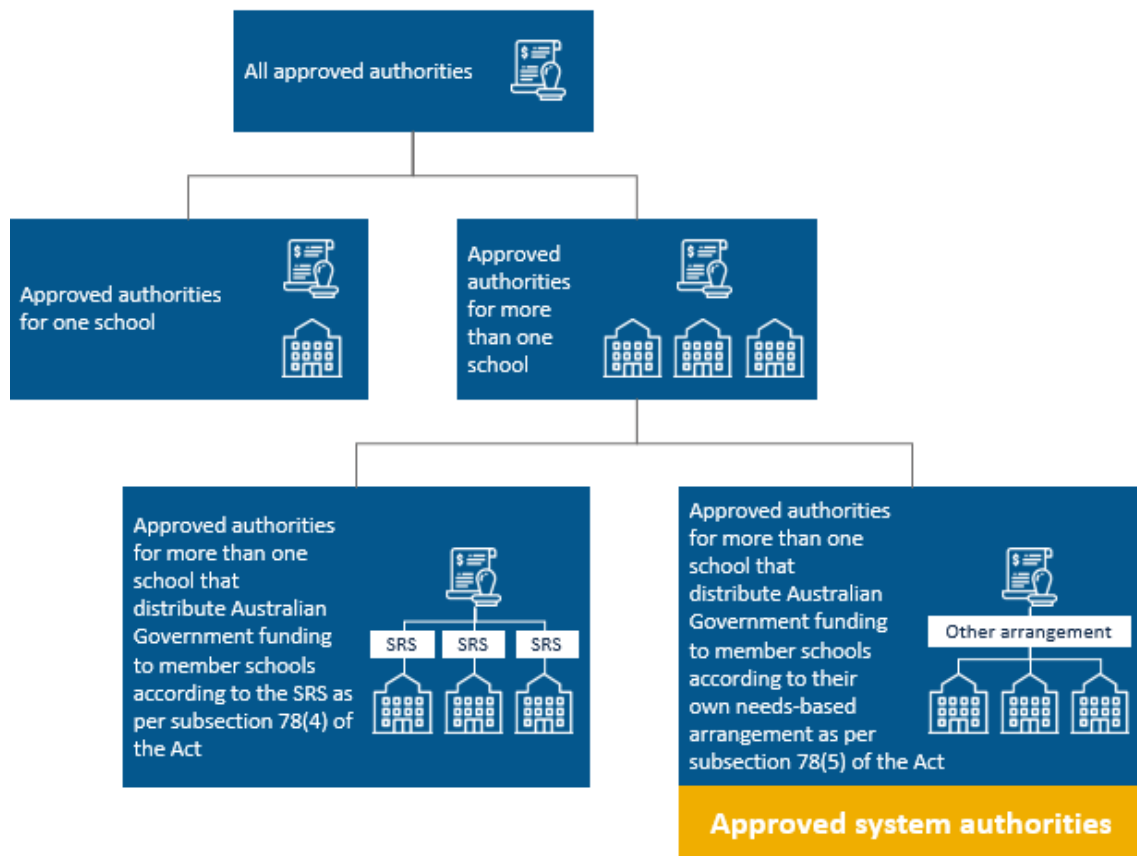 All approved authorities
Approved authorities
for one school
Approved
authorities
for more
than one
school
Approved authorities
for more than one
school that
distribute Australian
Government funding
to member schools
according to the SRS as
per subsection 78(4) of
the Act
SRS
SRS
SRS
Approved authorities
for more than one
school that
distribute Australian
Government funding
to member schools
according to their
own needs-based
arrangement as per
subsection 78(5) of the Act
Other arrangement
Approved system authorities